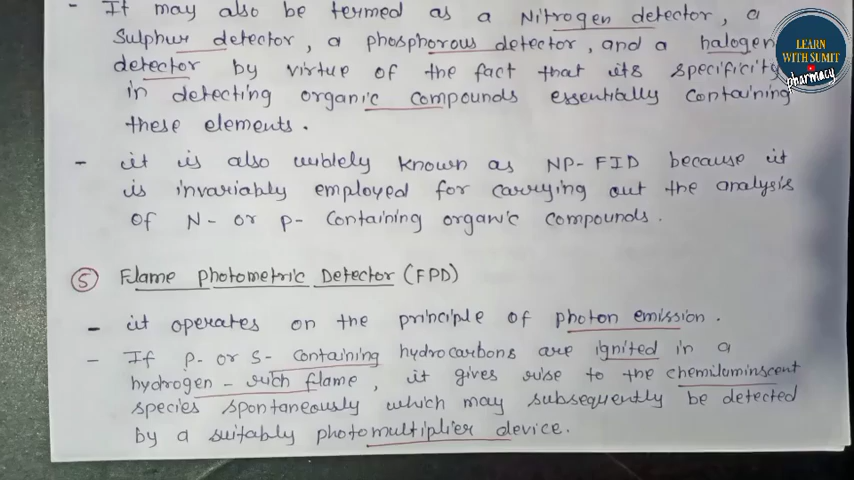 - It may also be termed as a Nitrogen detector, a
Sulphur detector, a phosphorous detector, and a halogen
detector by virtue of the fact that its specificity
in detecting organic compounds essentially containing
these elements.
- it is also widely known as NP-FID because it
is invariably employed for carrying out the analysis
of N- or P- containing organic compounds.
⑤ Flame Photometric Detector (FPD)
- it operates on the principle of photon emission.
- If P- or S- containing hydrocarbons are ignited in a
hydrogen-rich flame, it gives rise to the chemiluminscent
species spontaneously which may subsequently be detected
by a suitably photomultiplier device.
LEARN
WITH SUMIT
pharmacy